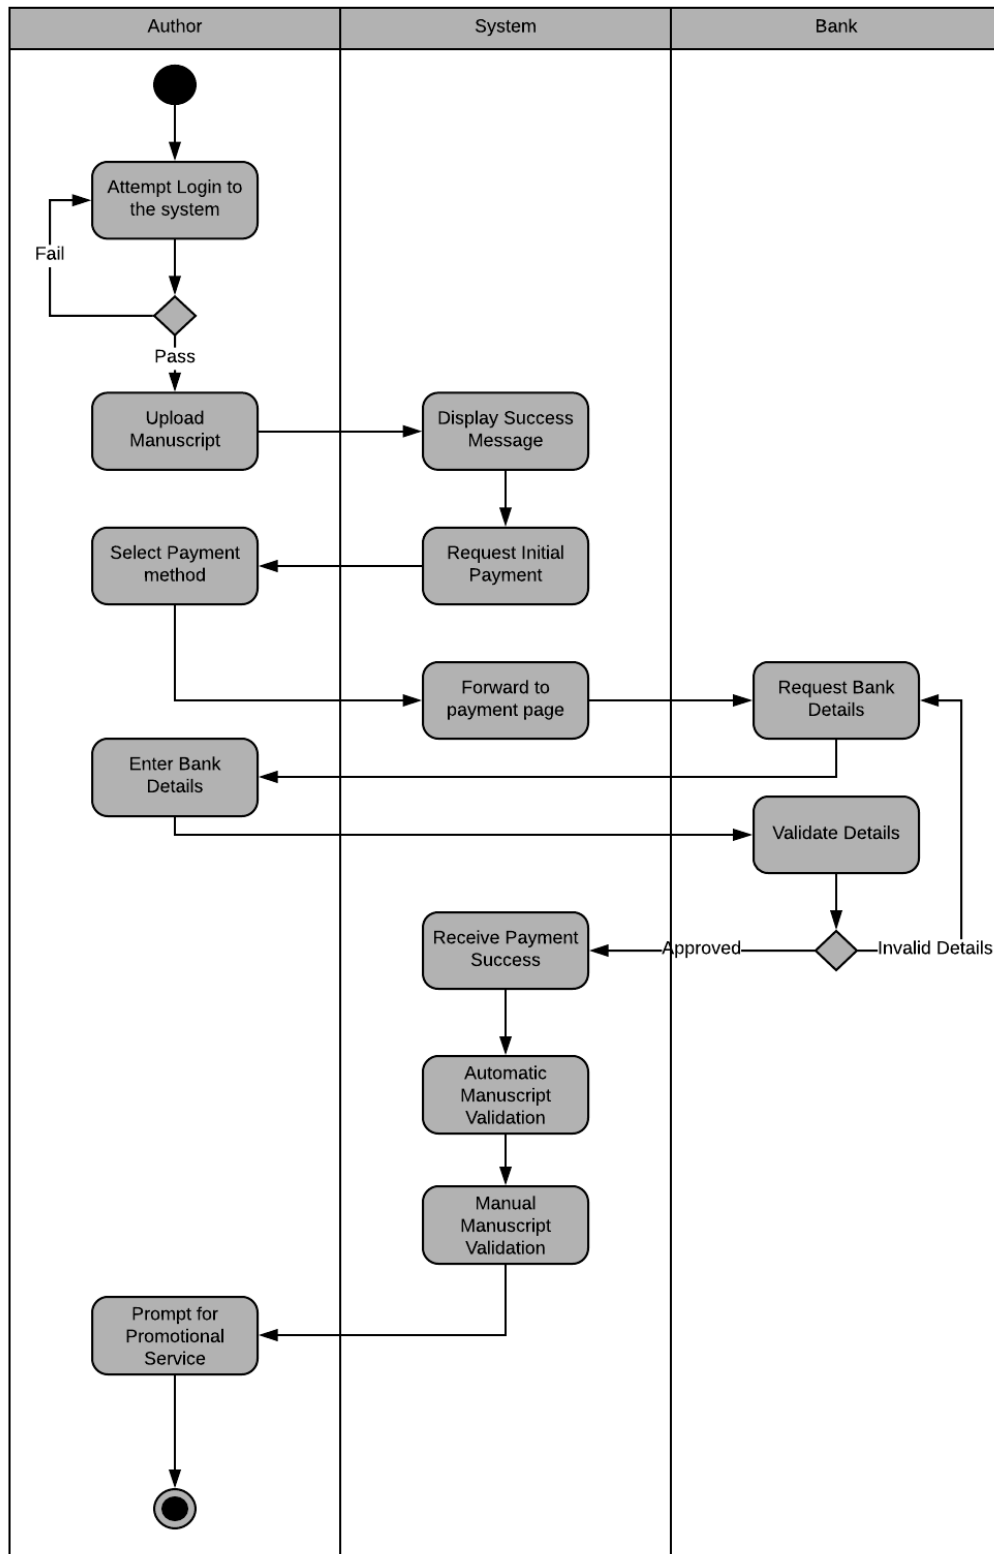 Author
System
Bank
Attempt Login to
the system
Fail
Pass
Upload
Manuscript
Display Success
Message
Select Payment
method
Request Initial
Payment
Forward to
payment page
Request Bank
Details
Enter Bank
Details
Validate Details
Receive Payment
Success
Approved
Invalid Details
Automatic
Manuscript
Validation
Manual
Manuscript
Validation
Prompt for
Promotional
Service